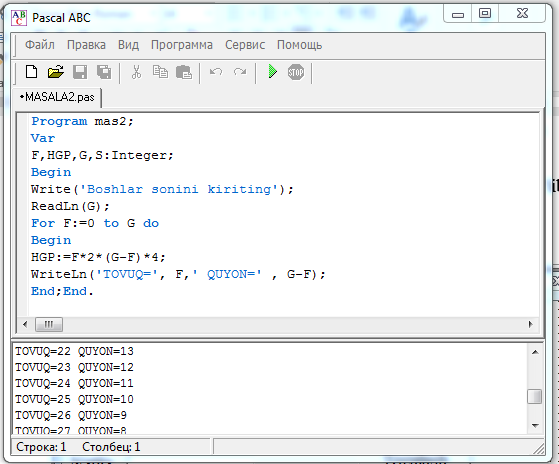 Pascal ABC
Файл Правка Вид Программа Сервис Помощь
STOP
•MASALA2.pas
Program mas2;
Var
F,HGP,G,S:Integer;
Begin
Write('Boshlar sonini kiriting');
ReadLn(G);
For F:=0 to G do
Begin
HGP:=F*2*(G-F)*4;
WriteLn('TOVUQ=', F,' QUYON=' , G-F);
End;End.
TOVUQ=22 QUYON=13
TOVUQ=23 QUYON=12
TOVUQ=24 QUYON=11
TOVUQ=25 QUYON=10
TOVUQ=26 QUYON=9
TOVUQ=27 QUYON=8
Строка: 1 Столбец: 1